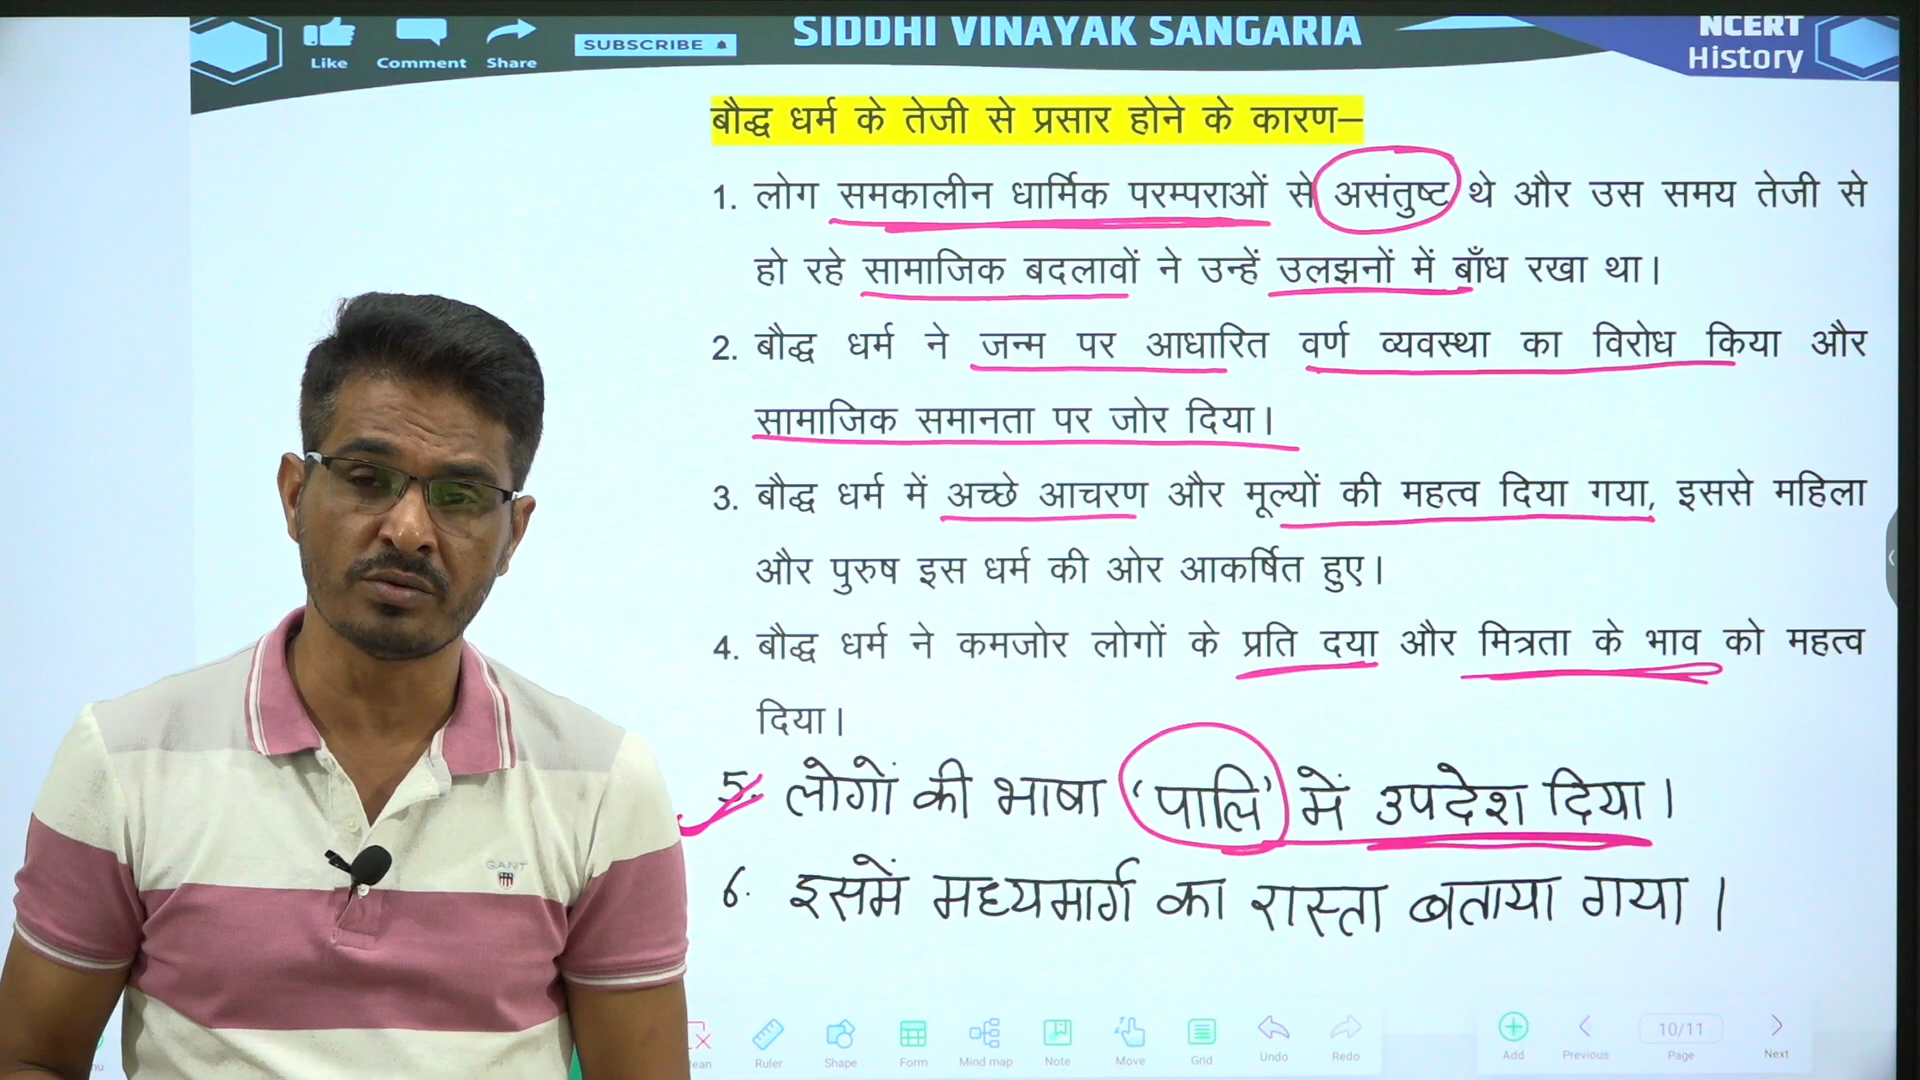 SIDDHI VINAYAK SANGARIA
NCERT
History
Like
Comment
Share
SUBSCRIBE
बौद्ध धर्म के तेजी से प्रसार होने के कारण–
1. लोग समकालीन धार्मिक परम्पराओं से असंतुष्ट थे और उस समय तेजी से
हो रहे सामाजिक बदलावों ने उन्हें उलझनों में बाँध रखा था।
2. बौद्ध धर्म ने जन्म पर आधारित वर्ण व्यवस्था का विरोध किया और
सामाजिक समानता पर जोर दिया।
3. बौद्ध धर्म में अच्छे आचरण और मूल्यों की महत्व दिया गया, इससे महिला
और पुरुष इस धर्म की ओर आकर्षित हुए।
4. बौद्ध धर्म ने कमजोर लोगों के प्रति दया और मित्रता के भाव को महत्व
दिया।
5. लोगों की भाषा 'पालि' में उपदेश दिया।
6. इसमें मध्यमार्ग का रास्ता बताया गया।
GANT
Ruler
Shape
Form
Mind map
Note
Move
Grid
Undo
Redo
Add
Previous
10/11
Page
Next